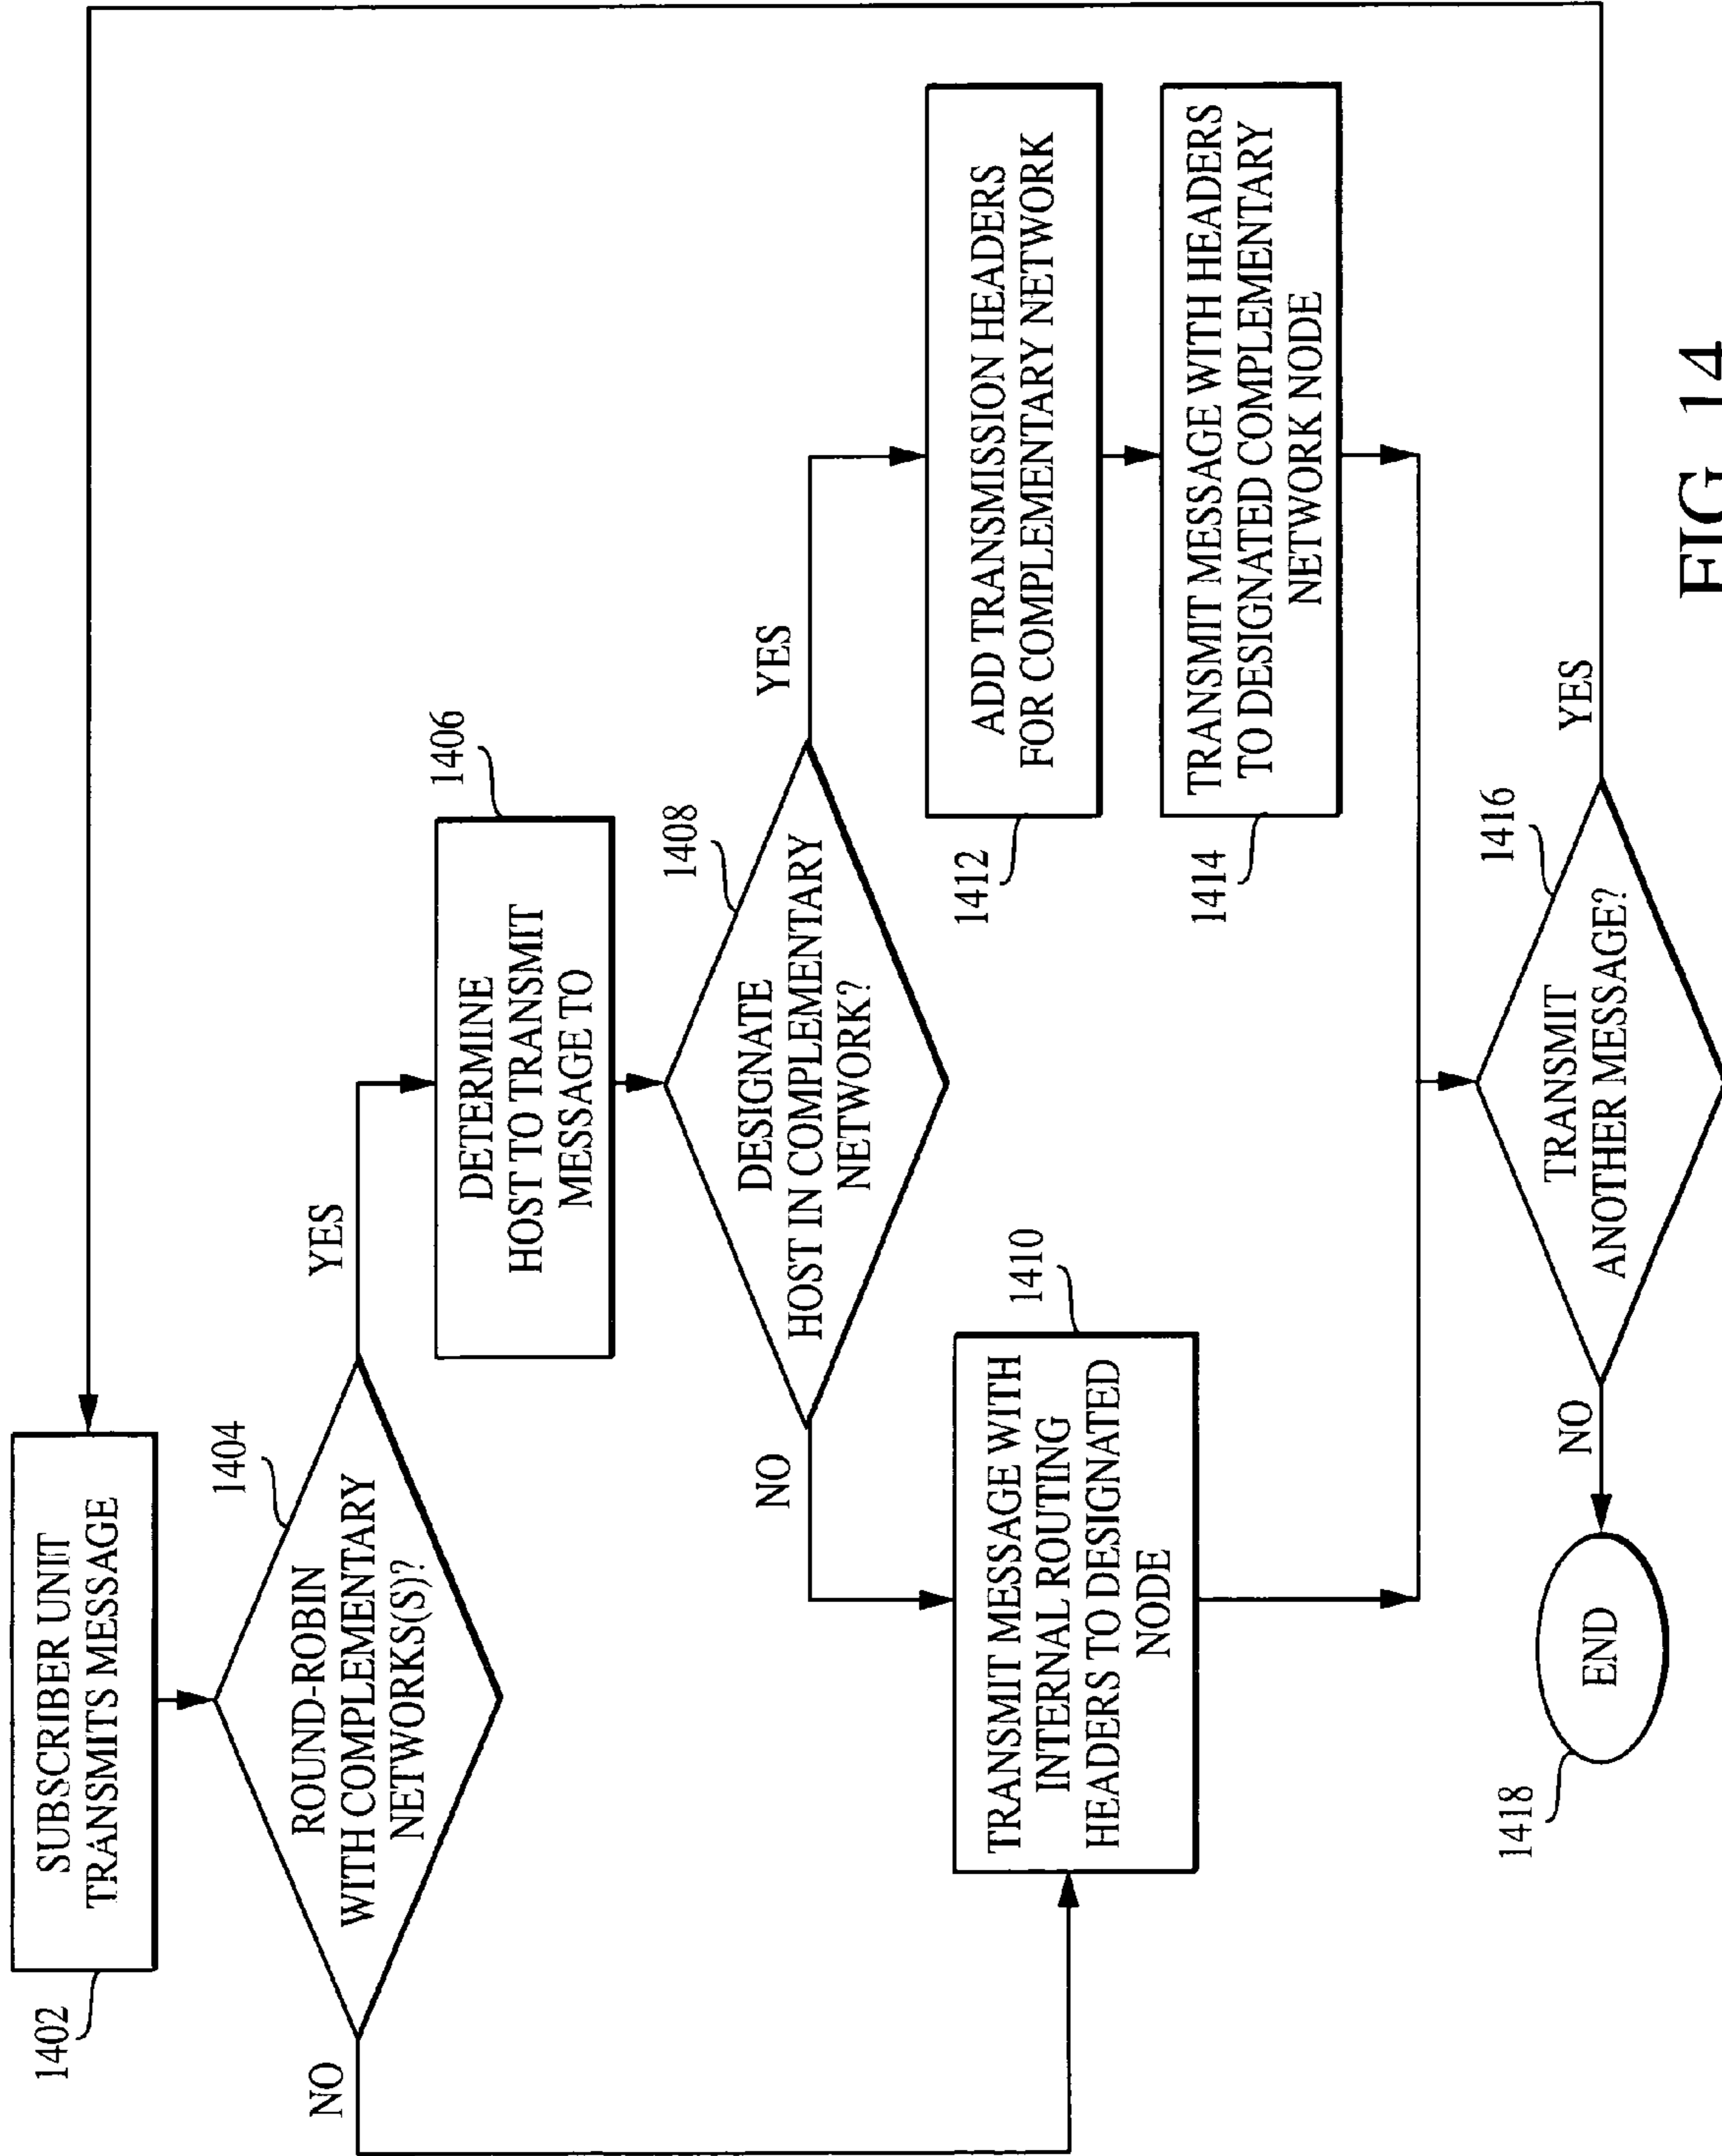 1402
SUBSCRIBER UNIT
TRANSMITS MESSAGE
1404
ROUND-ROBIN
WITH COMPLEMENTARY
NETWORKS(S)?
NO
YES
1406
DETERMINE
HOST TO TRANSMIT
MESSAGE TO
1408
DESIGNATE
HOST IN COMPLEMENTARY
NETWORK?
NO
YES
1410
TRANSMIT MESSAGE WITH
INTERNAL ROUTING
HEADERS TO DESIGNATED
NODE
1412
ADD TRANSMISSION HEADERS
FOR COMPLEMENTARY NETWORK
1414
TRANSMIT MESSAGE WITH HEADERS
TO DESIGNATED COMPLEMENTARY
NETWORK NODE
1416
TRANSMIT
ANOTHER MESSAGE?
NO
YES
1418
END
FIG. 14